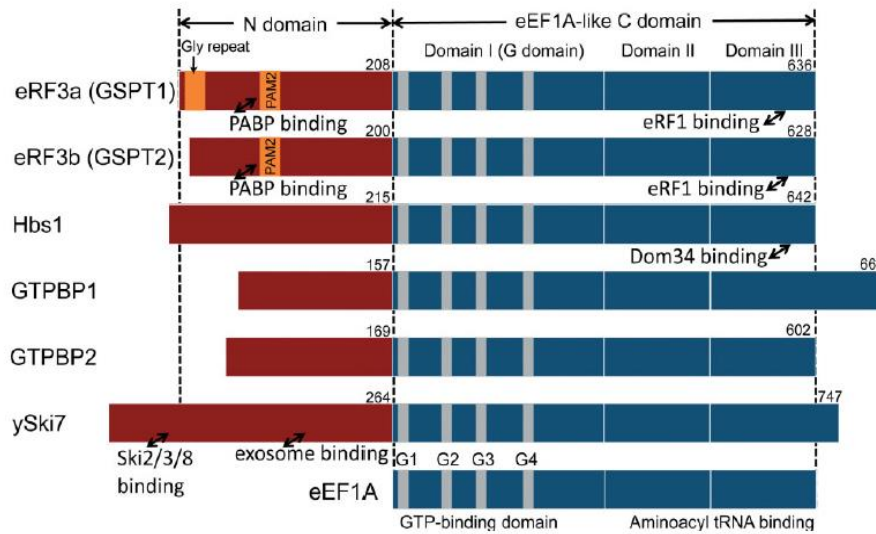 N domain
eEF1A-like C domain
Gly repeat
Domain I (G domain)
Domain II
Domain III
208
636
eRF3a (GSPT1)
PAM2
PABP binding
eRF1 binding
200
628
eRF3b (GSPT2)
PAM2
PABP binding
eRF1 binding
215
642
Hbs1
Dom34 binding
157
66
GTPBP1
169
602
GTPBP2
264
747
ySki7
Ski2/3/8
binding
exosome binding
G1
G2
G3
G4
eEF1A
GTP-binding domain
Aminoacyl tRNA binding